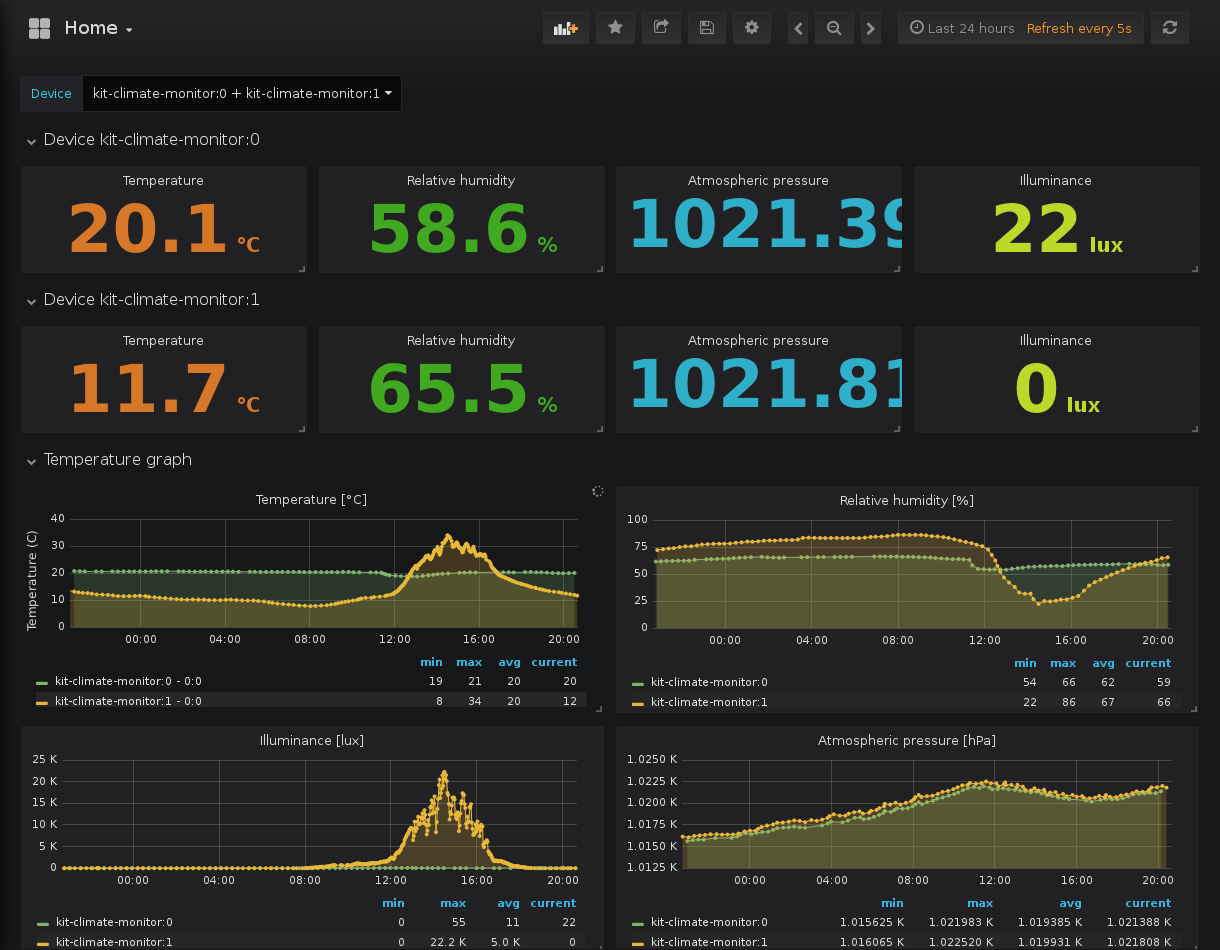 Home
Last 24 hours Refresh every 5s
Device kit-climate-monitor:0 + kit-climate-monitor:1
Device kit-climate-monitor:0
Temperature Relative humidity Atmospheric pressure Illuminance
20.1 °C 58.6 % 1021.39 22 lux
Device kit-climate-monitor:1
Temperature Relative humidity Atmospheric pressure Illuminance
11.7 °C 65.5 % 1021.81 0 lux
Temperature graph
Temperature [°C]
Temperature (C)
40
30
20
10
0
00:00 04:00 08:00 12:00 16:00 20:00
min max avg current
kit-climate-monitor:0 - 0:0 19 21 20 20
kit-climate-monitor:1 - 0:0 8 34 20 12
Relative humidity [%]
100
75
50
25
0
00:00 04:00 08:00 12:00 16:00 20:00
min max avg current
kit-climate-monitor:0 54 66 62 59
kit-climate-monitor:1 22 86 67 66
Illuminance [lux]
25 K
20 K
15 K
10 K
5 K
0
00:00 04:00 08:00 12:00 16:00 20:00
min max avg current
kit-climate-monitor:0 0 55 11 22
kit-climate-monitor:1 0 22.2 K 5.0 K 0
Atmospheric pressure [hPa]
1.0250 K
1.0225 K
1.0200 K
1.0175 K
1.0150 K
1.0125 K
00:00 04:00 08:00 12:00 16:00 20:00
min max avg current
kit-climate-monitor:0 1.015625 K 1.021983 K 1.019385 K 1.021388 K
kit-climate-monitor:1 1.016065 K 1.022520 K 1.019931 K 1.021808 K